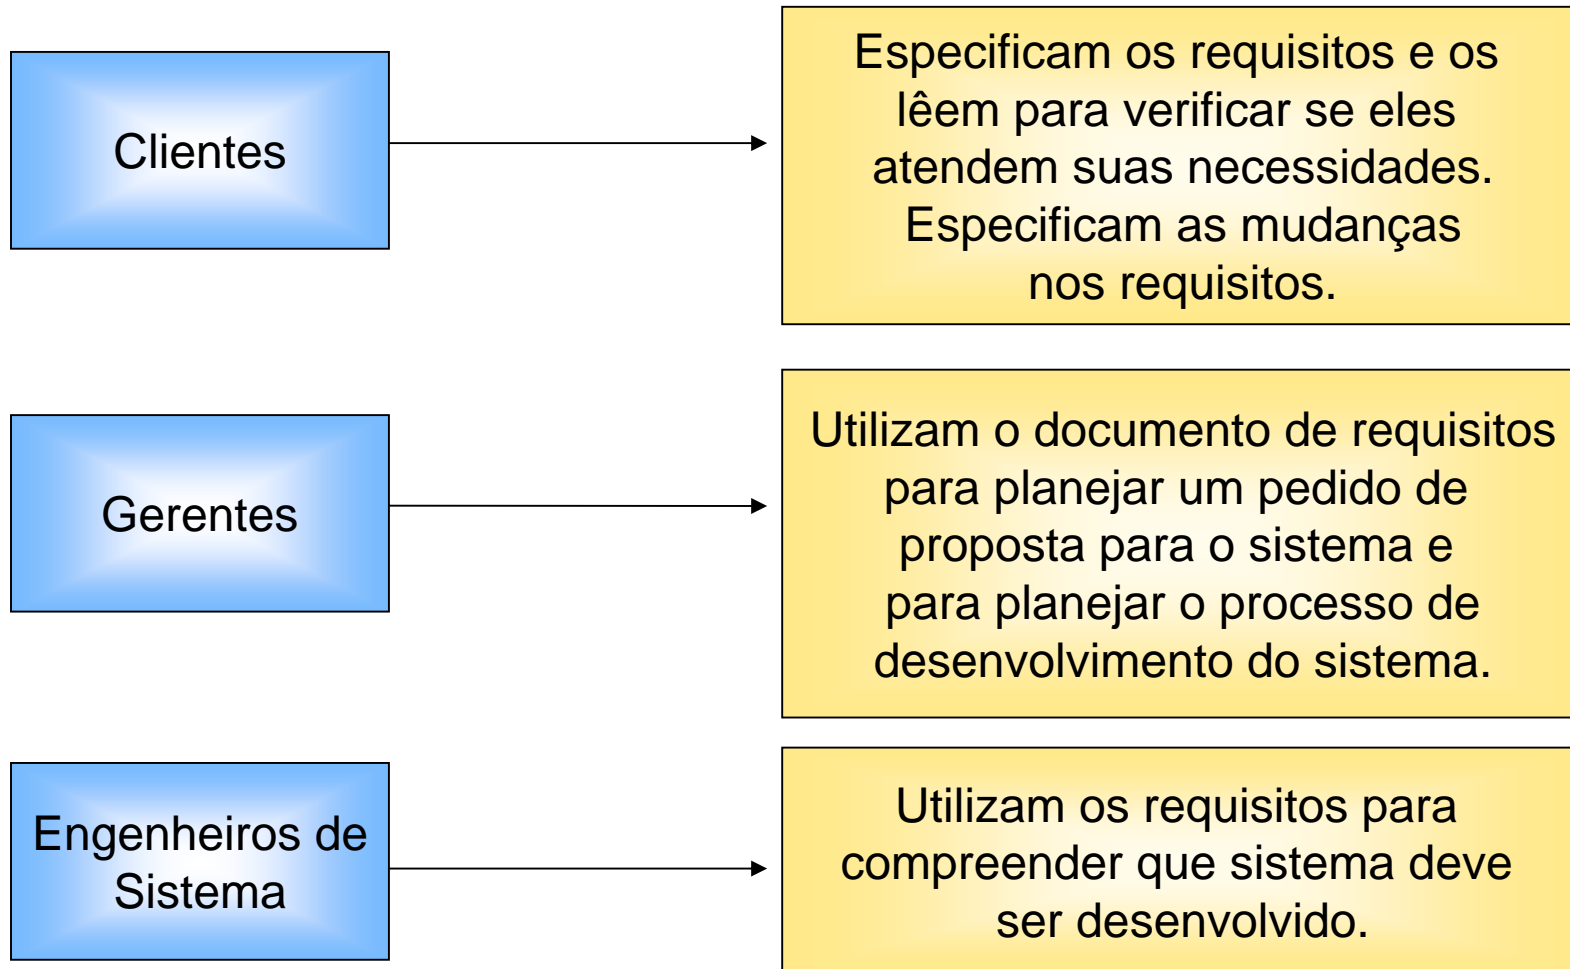 Clientes
Especificam os requisitos e os
lêem para verificar se eles
atendem suas necessidades.
Especificam as mudanças
nos requisitos.
Gerentes
Utilizam o documento de requisitos
para planejar um pedido de
proposta para o sistema e
para planejar o processo de
desenvolvimento do sistema.
Engenheiros de
Sistema
Utilizam os requisitos para
compreender que sistema deve
ser desenvolvido.